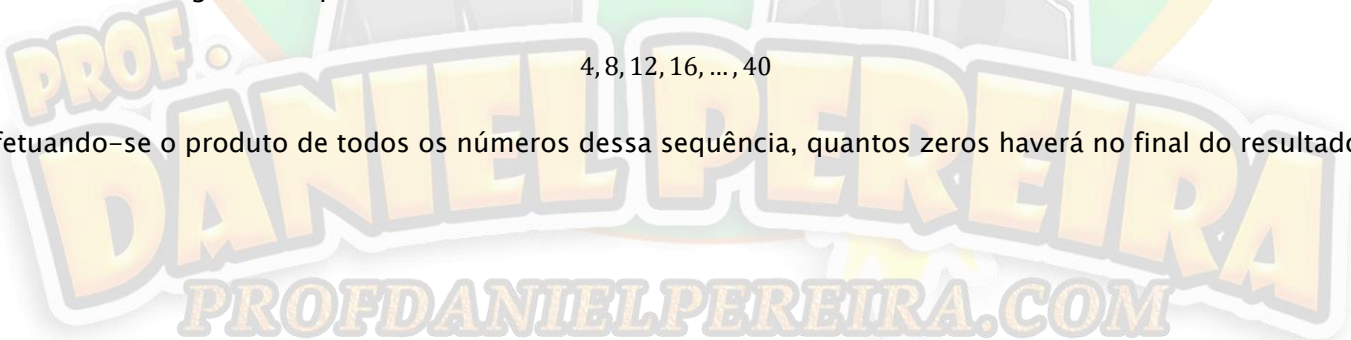 4, 8, 12, 16, … , 40
fetuando-se o produto de todos os números dessa sequência, quantos zeros haverá no final do resultado
PROF.
DANIEL PEREIRA
PROFDANIELPEREIRA.COM